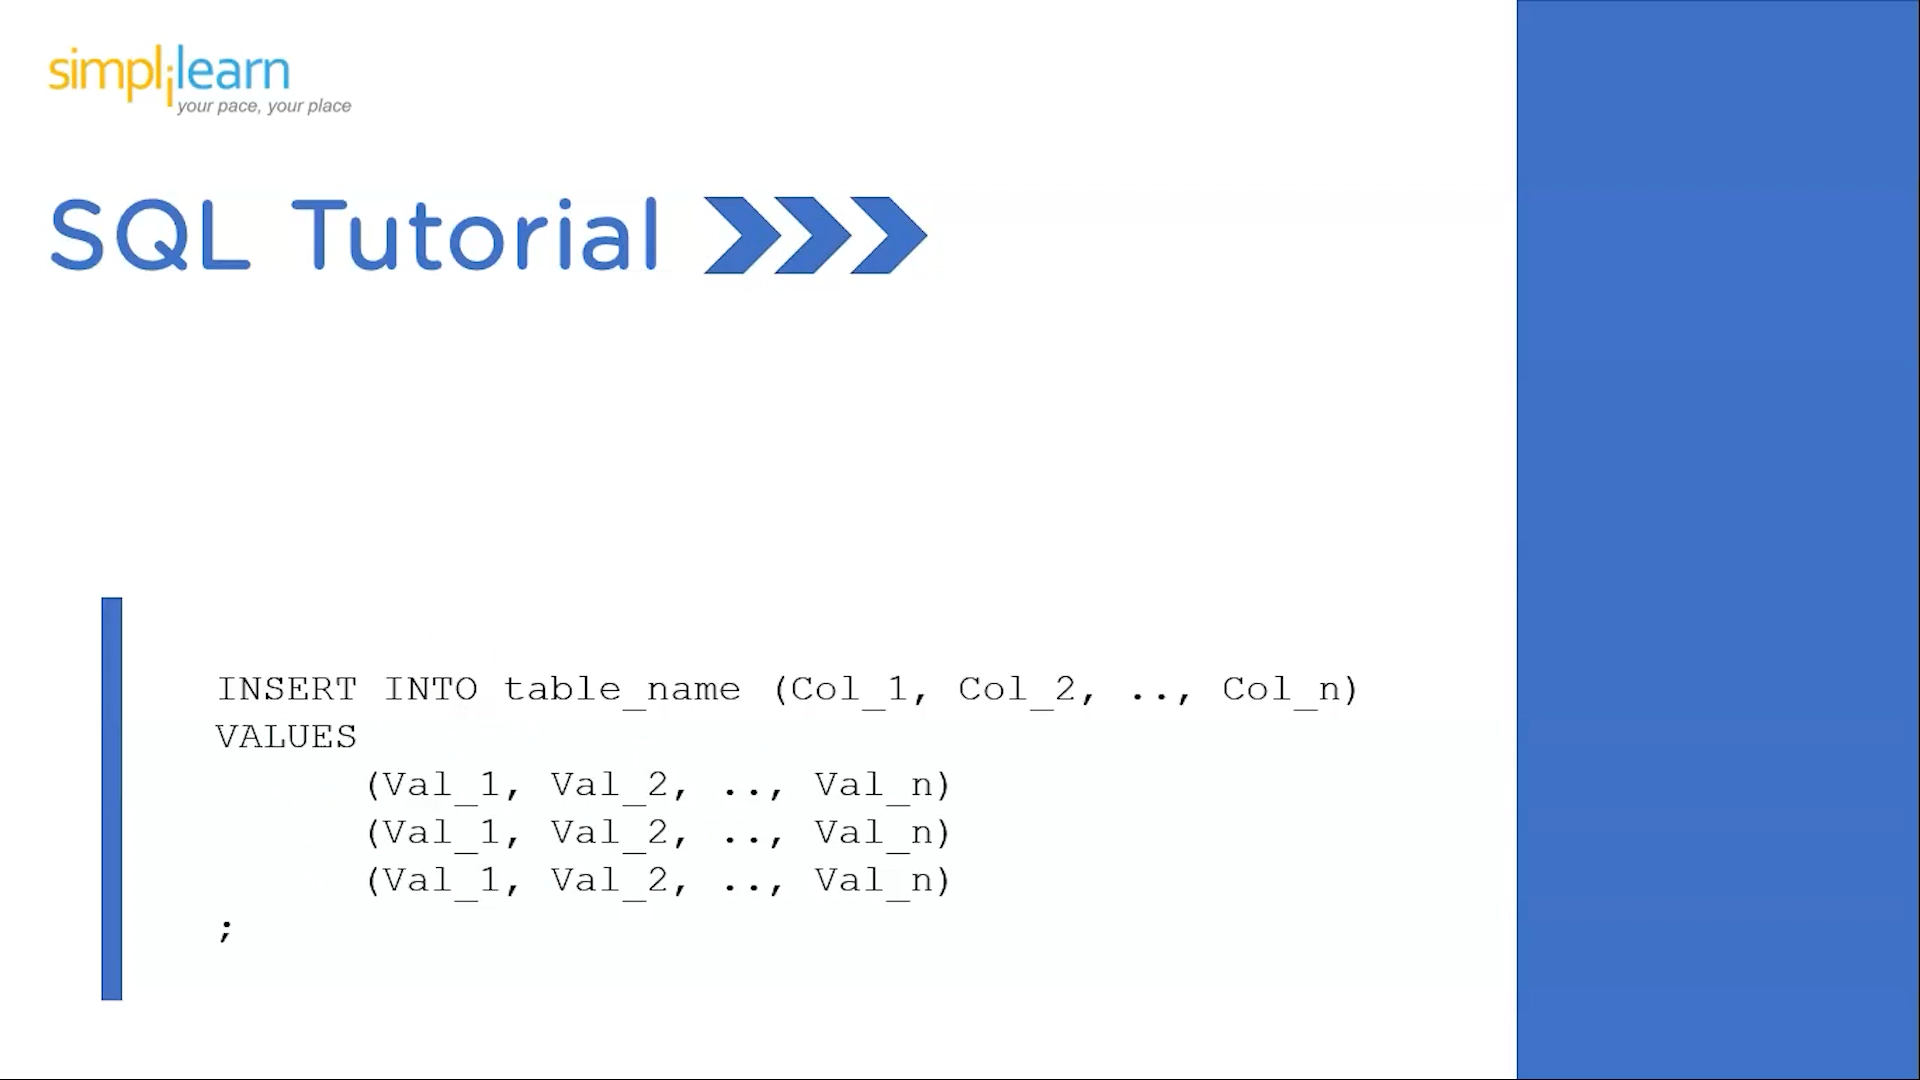 simplilearn
your pace, your place
SQL Tutorial
INSERT INTO table_name (Col_1, Col_2, .., Col_n)
VALUES
(Val_1, Val_2, .., Val_n)
(Val_1, Val_2, .., Val_n)
(Val_1, Val_2, .., Val_n)
;